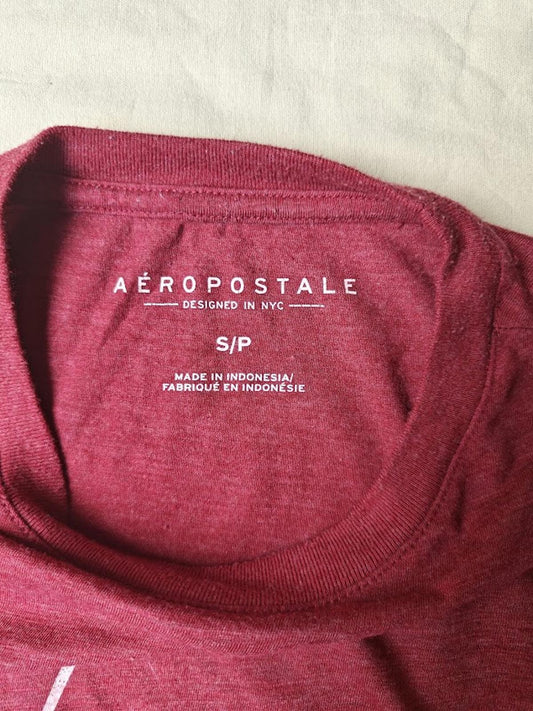 AÉROPOSTALE
DESIGNED IN NYC
S/P
MADE IN INDONESIA/
FABRIQUÉ EN INDONÉSIE